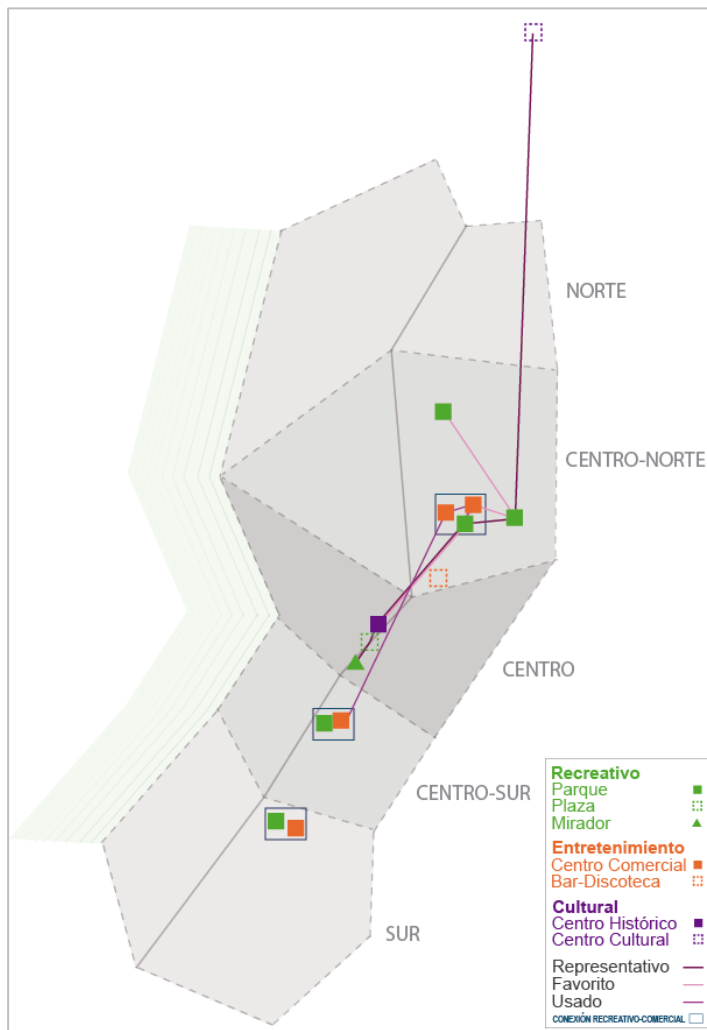 NORTE
CENTRO-NORTE
CENTRO
CENTRO-SUR
SUR
Recreativo
Parque
Plaza
Mirador
Entretenimiento
Centro Comercial
Bar-Discoteca
Cultural
Centro Histórico
Centro Cultural
Representativo
Favorito
Usado
CONEXIÓN RECREATIVO-COMERCIAL